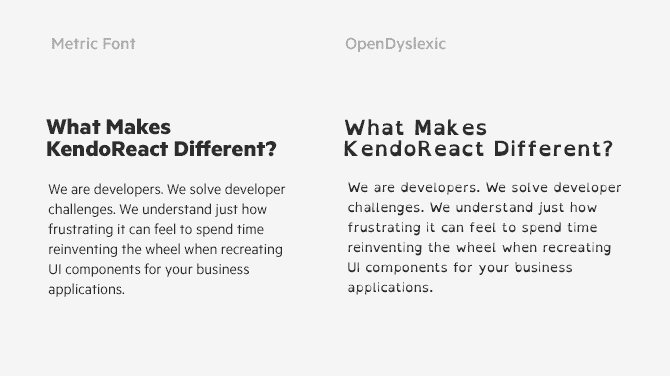 Metric Font
What Makes
KendoReact Different?
We are developers. We solve developer
challenges. We understand just how
frustrating it can feel to spend time
reinventing the wheel when recreating
UI components for your business
applications.
OpenDyslexic
What Makes
KendoReact Different?
We are developers. We solve developer
challenges. We understand just how
frustrating it can feel to spend time
reinventing the wheel when recreating
UI components for your business
applications.